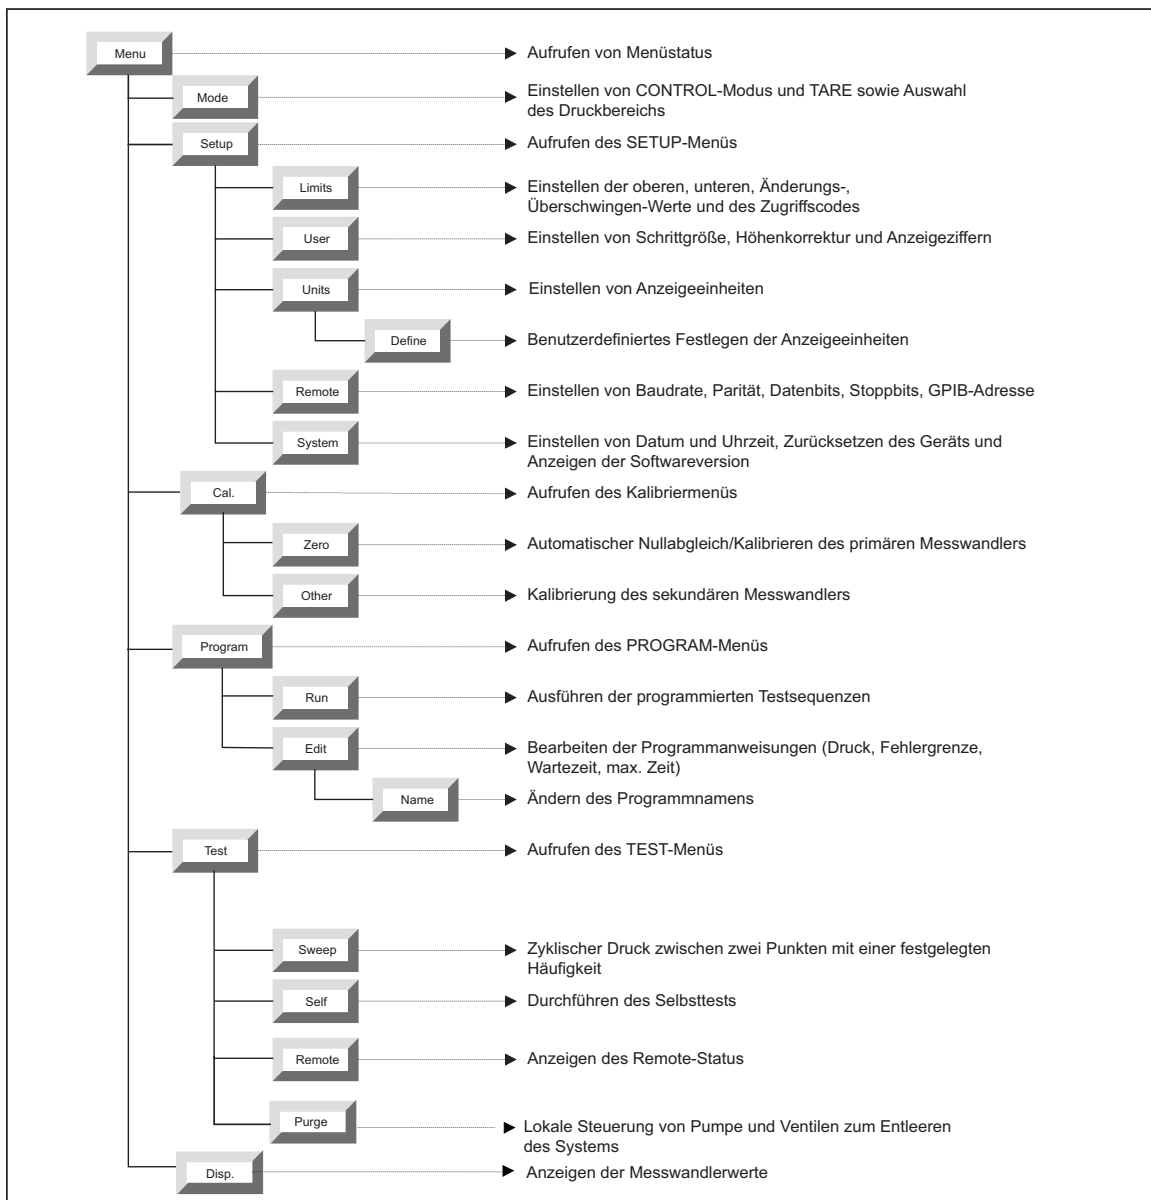 Menu
Aufrufen von Menüstatus
Mode
Einstellen von CONTROL-Modus und TARE sowie Auswahl
des Druckbereichs
Setup
Aufrufen des SETUP-Menüs
Limits
Einstellen der oberen, unteren, Änderungs-,
Überschwingen-Werte und des Zugriffscodes
User
Einstellen von Schrittgröße, Höhenkorrektur und Anzeigeziffern
Units
Einstellen von Anzeigeeinheiten
Define
Benutzerdefiniertes Festlegen der Anzeigeeinheiten
Remote
Einstellen von Baudrate, Parität, Datenbits, Stoppbits, GPIB-Adresse
System
Einstellen von Datum und Uhrzeit, Zurücksetzen des Geräts und
Anzeigen der Softwareversion
Cal.
Aufrufen des Kalibriermenüs
Zero
Automatischer Nullabgleich/Kalibrieren des primären Messwandlers
Other
Kalibrierung des sekundären Messwandlers
Program
Aufrufen des PROGRAM-Menüs
Run
Ausführen der programmierten Testsequenzen
Edit
Bearbeiten der Programmanweisungen (Druck, Fehlergrenze,
Wartezeit, max. Zeit)
Name
Ändern des Programmnamens
Test
Aufrufen des TEST-Menüs
Sweep
Zyklischer Druck zwischen zwei Punkten mit einer festgelegten
Häufigkeit
Self
Durchführen des Selbsttests
Remote
Anzeigen des Remote-Status
Purge
Lokale Steuerung von Pumpe und Ventilen zum Entleeren
des Systems
Disp.
Anzeigen der Messwandlerwerte